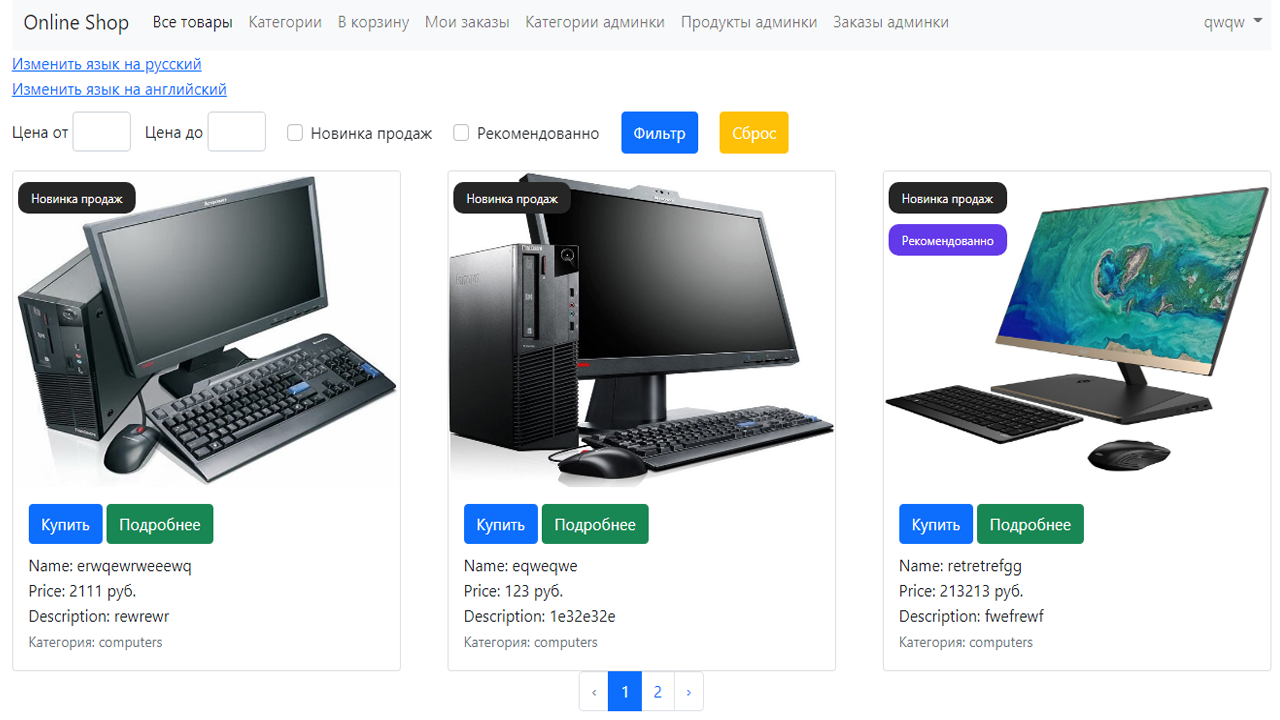 Online Shop Все товары Категории В корзину Мои заказы Категории админки Продукты админки Заказы админки qwqw
Изменить язык на русский
Изменить язык на английский
Цена от Цена до Новинка продаж Рекомендованно Фильтр Сброс
Новинка продаж
Купить Подробнее
Name: erwqewrweeewq
Price: 2111 руб.
Description: rewrewr
Категория: computers
Новинка продаж
Купить Подробнее
Name: eqweqwe
Price: 123 руб.
Description: 1e32e32e
Категория: computers
Новинка продаж
Рекомендованно
Купить Подробнее
Name: retretrefgg
Price: 213213 руб.
Description: fwefrewf
Категория: computers
‹ 1 2 ›